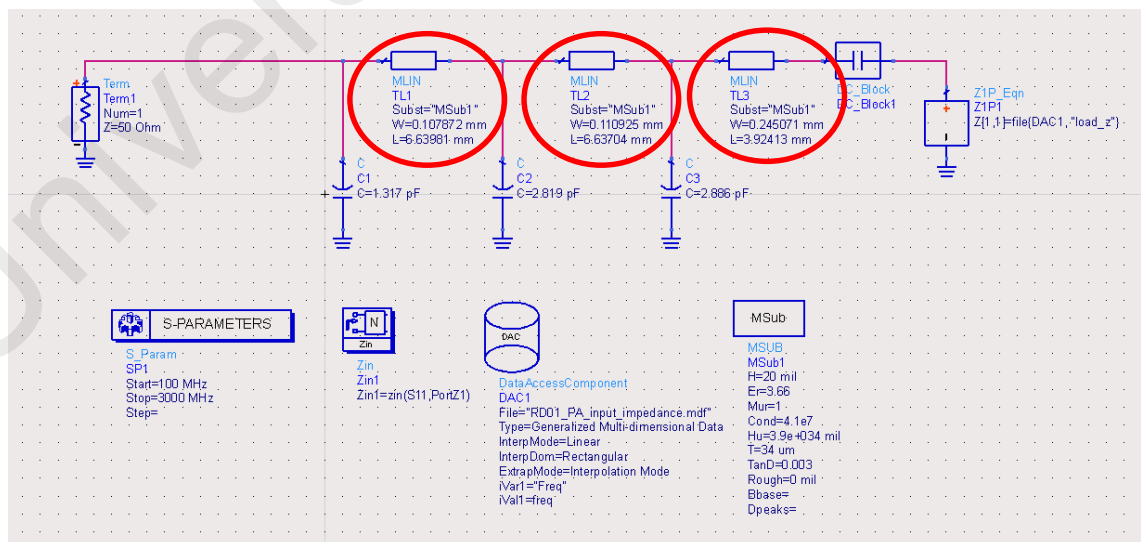 Univers
Term
Term1
Num=1
Z=50 Ohm
MLIN
TL1
Subst="MSub1"
W=0.107872 mm
L=6.63981 mm
MLIN
TL2
Subst="MSub1"
W=0.110925 mm
L=6.63704 mm
MLIN
TL3
Subst="MSub1"
W=0.245071 mm
L=3.92413 mm
DC_Block
DC_Block1
Z1P_Eqn
Z1P1
Z[1,1]=file(DAC1, "load_z")
C
C1
C=1.317 pF
C
C2
C=2.819 pF
C
C3
C=2.886 pF
S-PARAMETERS
S_Param
SP1
Start=100 MHz
Stop=3000 MHz
Step=
N
Zin
Zin
Zin1
Zin1=zin(S11,PortZ1)
DAC
DataAccessComponent
DAC1
File="RD01_PA_input_impedance.mdf"
Type=Generalized Multi-dimensional Data
InterpMode=Linear
InterpDom=Rectangular
ExtrapMode=Interpolation Mode
iVar1="Freq"
iVal1=freq
MSub
MSUB
MSub1
H=20 mil
Er=3.66
Mur=1
Cond=4.1e7
Hu=3.9e+034 mil
T=34 um
TanD=0.003
Rough=0 mil
Bbase=
Dpeaks=